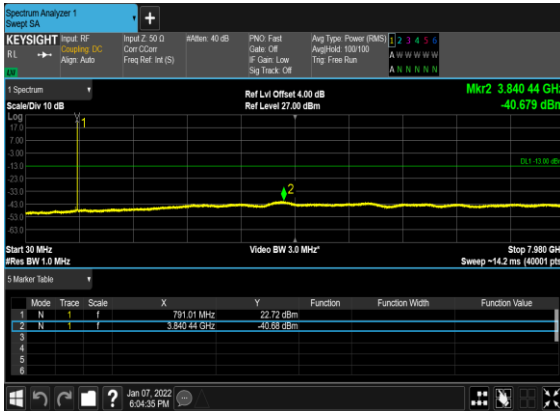 Spectrum Analyzer 1
Swept SA
KEYSIGHT Input: RF Input Z: 50 Ω #Atten: 40 dB PNO: Fast Avg Type: Power (RMS) 1 2 3 4 5 6
RL Coupling: DC Corr CCorr Gate: Off Avg|Hold: 100/100 A W W W W W
Align: Auto Freq Ref: Int (S) IF Gain: Low Trig: Free Run A N N N N N
Sig Track: Off
1 Spectrum Ref Lvl Offset 4.00 dB Mkr2 3.840 44 GHz
Scale/Div 10 dB Ref Level 27.00 dBm -40.679 dBm
Log
17.0
7.00
-3.00
-13.0 DL1 -13.00 dBm
-23.0
-33.0
-43.0
-53.0
-63.0
1
2
Start 30 MHz Video BW 3.0 MHz* Stop 7.980 GHz
#Res BW 1.0 MHz Sweep ~14.2 ms (40001 pts)
5 Marker Table
Mode Trace Scale X Y Function Function Width Function Value
1 N 1 f 791.01 MHz 22.72 dBm
2 N 1 f 3.840 44 GHz -40.68 dBm
3
4
5
6
Jan 07, 2022
6:04:35 PM